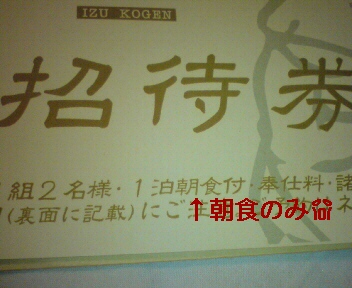 IZU KOGEN
招待券
組2名様・1泊朝食付・奉仕料・諸
(裏面に記載)にご
↑朝食のみ